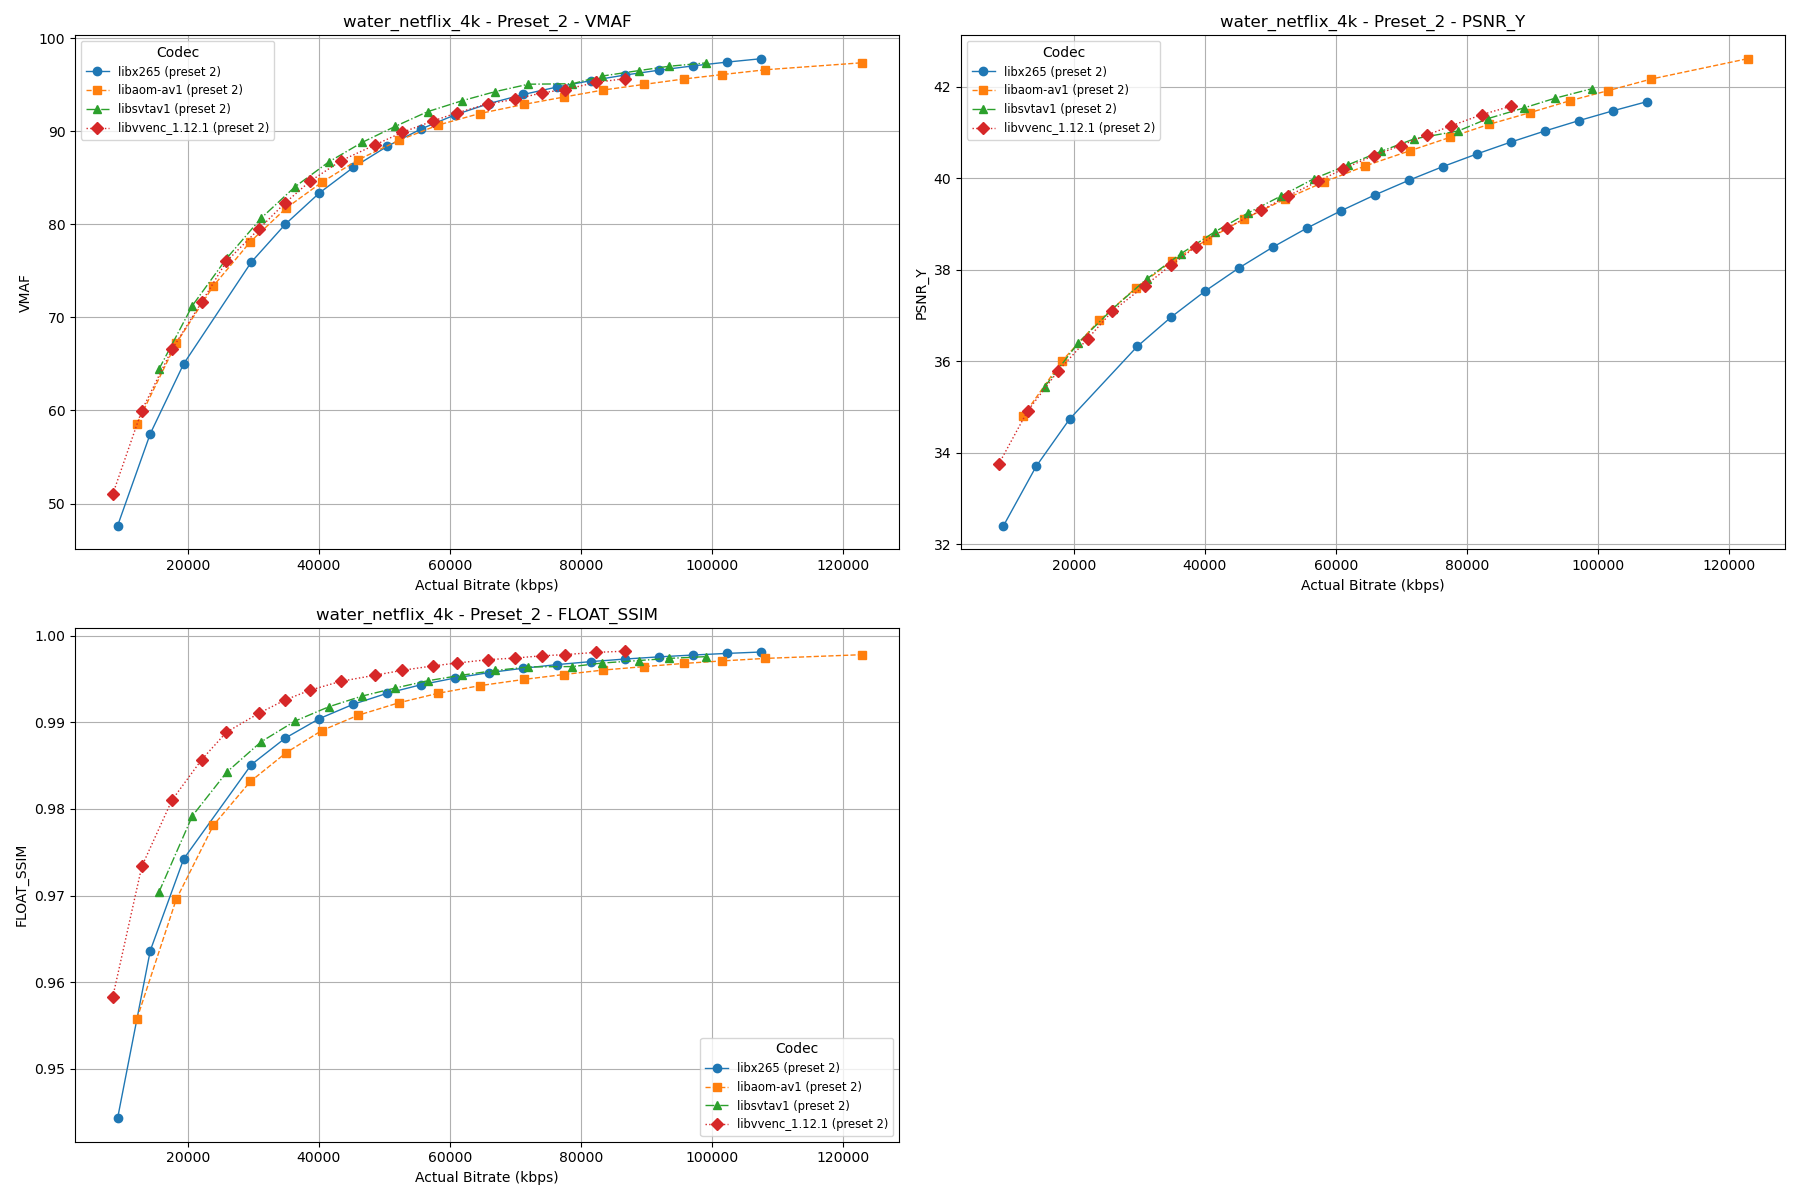 water_netflix_4k - Preset_2 - VMAF
100
90
80
70
60
50
VMAF
Codec
libx265 (preset 2)
libaom-av1 (preset 2)
libsvtav1 (preset 2)
libvvenc_1.12.1 (preset 2)
20000 40000 60000 80000 100000 120000
Actual Bitrate (kbps)
water_netflix_4k - Preset_2 - PSNR_Y
42
40
38
36
34
32
PSNR_Y
Codec
libx265 (preset 2)
libaom-av1 (preset 2)
libsvtav1 (preset 2)
libvvenc_1.12.1 (preset 2)
20000 40000 60000 80000 100000 120000
Actual Bitrate (kbps)
water_netflix_4k - Preset_2 - FLOAT_SSIM
1.00
0.99
0.98
0.97
0.96
0.95
FLOAT_SSIM
Codec
libx265 (preset 2)
libaom-av1 (preset 2)
libsvtav1 (preset 2)
libvvenc_1.12.1 (preset 2)
20000 40000 60000 80000 100000 120000
Actual Bitrate (kbps)